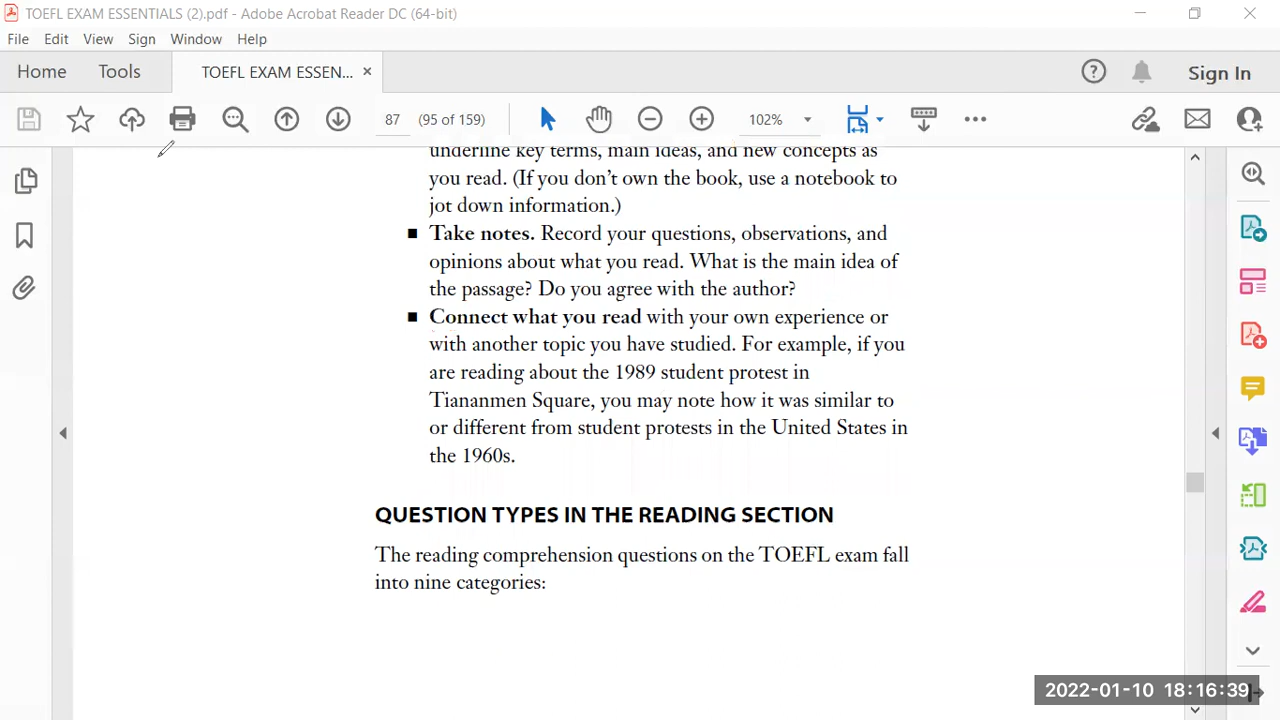 TOEFL EXAM ESSENTIALS (2).pdf - Adobe Acrobat Reader DC (64-bit)
File Edit View Sign Window Help
Home Tools TOEFL EXAM ESSEN... × Sign In
87 (95 of 159) 102%
underline key terms, main ideas, and new concepts as
you read. (If you don't own the book, use a notebook to
jot down information.)
■ Take notes. Record your questions, observations, and
opinions about what you read. What is the main idea of
the passage? Do you agree with the author?
■ Connect what you read with your own experience or
with another topic you have studied. For example, if you
are reading about the 1989 student protest in
Tiananmen Square, you may note how it was similar to
or different from student protests in the United States in
the 1960s.
QUESTION TYPES IN THE READING SECTION
The reading comprehension questions on the TOEFL exam fall
into nine categories:
2022-01-10 18:16:39